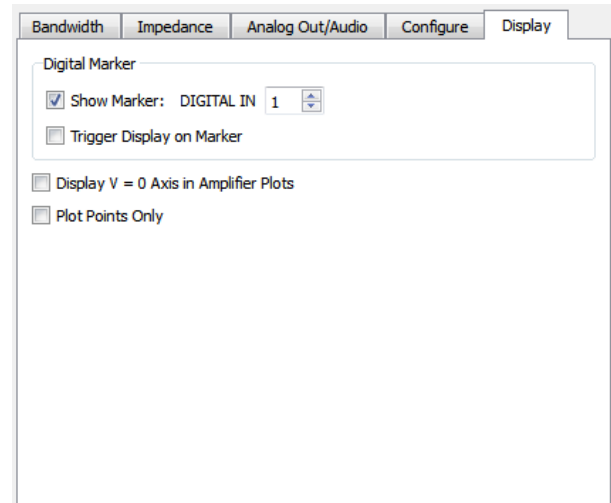 Bandwidth Impedance Analog Out/Audio Configure Display
Digital Marker
Show Marker: DIGITAL IN 1
Trigger Display on Marker
Display V = 0 Axis in Amplifier Plots
Plot Points Only